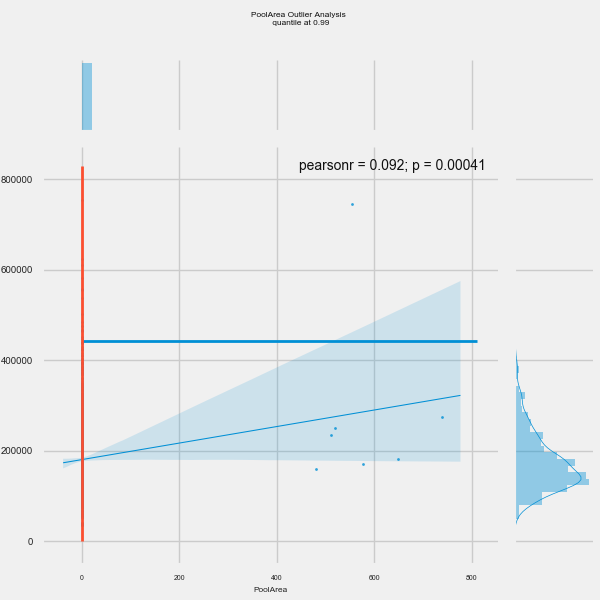 PoolArea Outlier Analysis
quantile at 0.99
pearsonr = 0.092; p = 0.00041
800000
600000
400000
200000
0
0 200 400 600 800
PoolArea